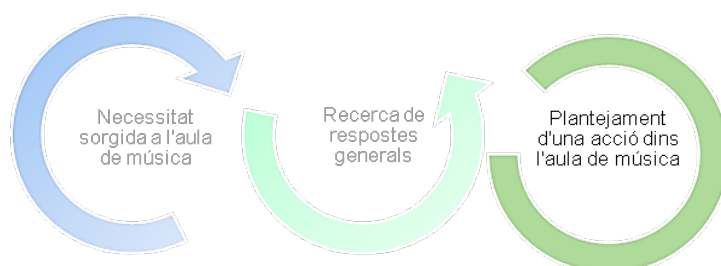 Necessitat
sorgida a l'aula
de música
Recerca de
respostes
generals
Plantejament
d'una acció dins
l'aula de música